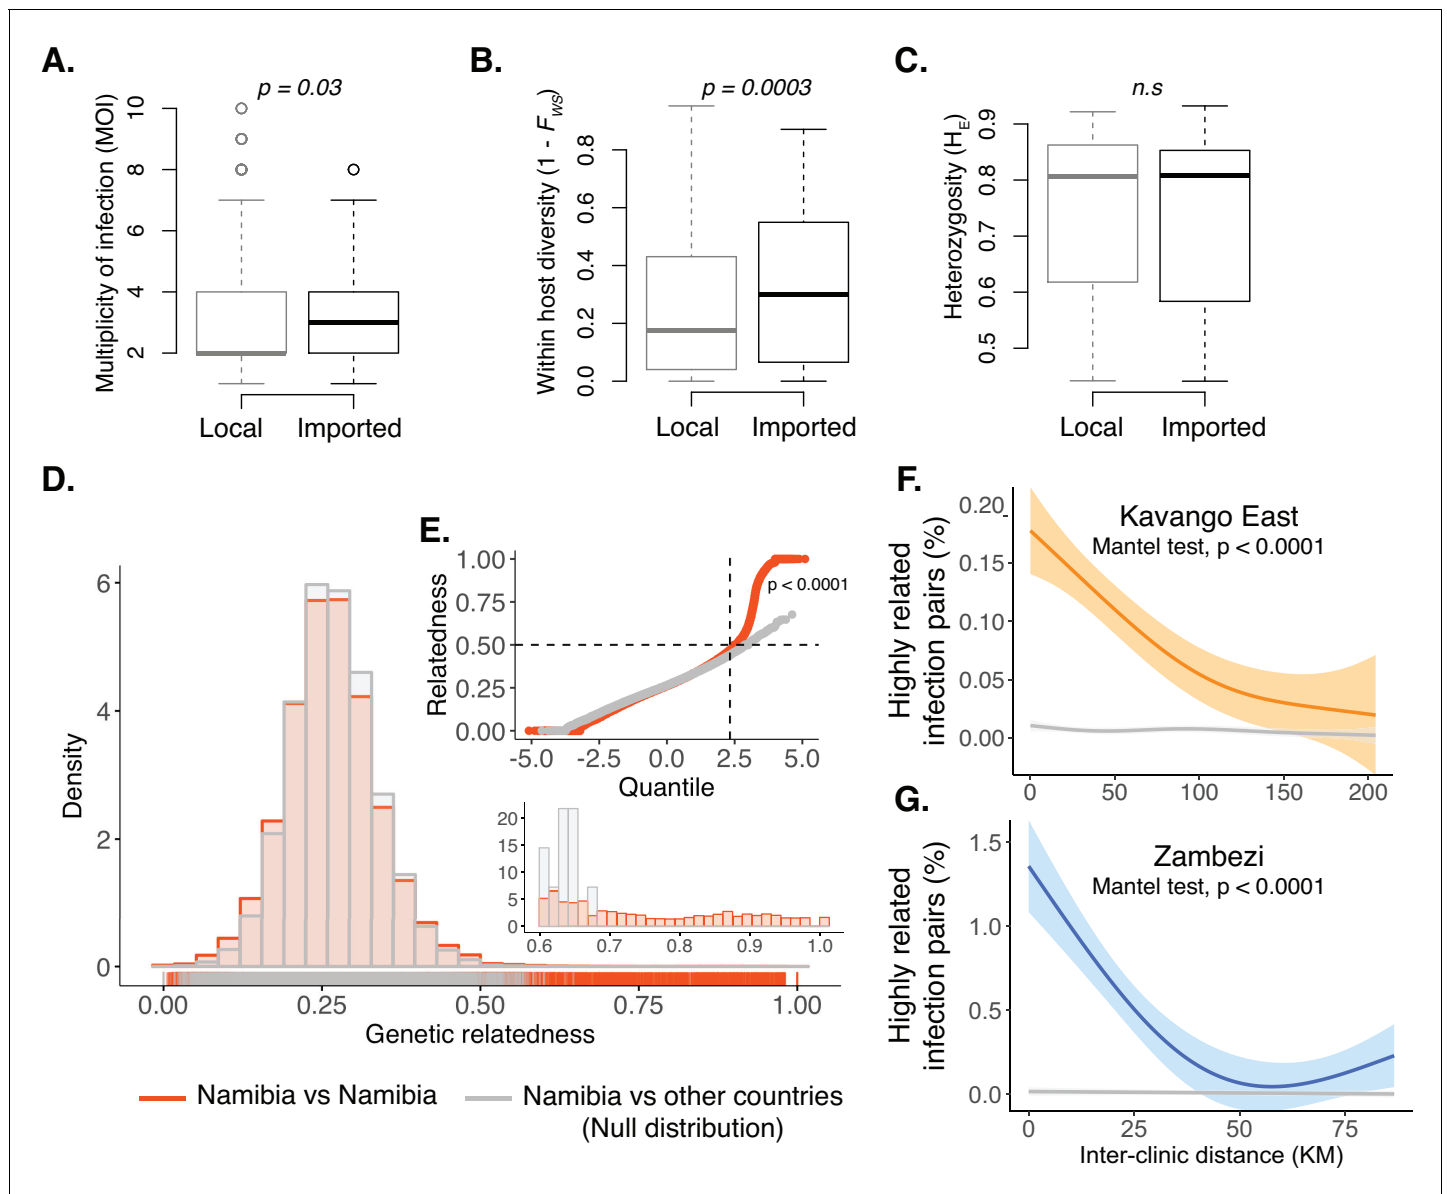 A.
p = 0.03
Multiplicity of infection (MOI)
10
8
6
4
2
Local
Imported
B.
p = 0.0003
Within host diversity (1 - FWS)
0.8
0.6
0.4
0.2
0.0
Local
Imported
C.
n.s
Heterozygosity (HE)
0.9
0.8
0.7
0.6
0.5
Local
Imported
D.
Density
6
4
2
0
0.00
0.25
0.50
0.75
1.00
Genetic relatedness
E.
Relatedness
1.00
0.75
0.50
0.25
0.00
p < 0.0001
-5.0
-2.5
0.0
2.5
5.0
Quantile
20
15
10
5
0
0.6
0.7
0.8
0.9
1.0
Namibia vs Namibia
Namibia vs other countries
(Null distribution)
F.
Highly related
infection pairs (%)
Kavango East
Mantel test, p < 0.0001
0.20
0.15
0.10
0.05
0.00
0
50
100
150
200
G.
Highly related
infection pairs (%)
Zambezi
Mantel test, p < 0.0001
1.5
1.0
0.5
0.0
0
25
50
75
Inter-clinic distance (KM)